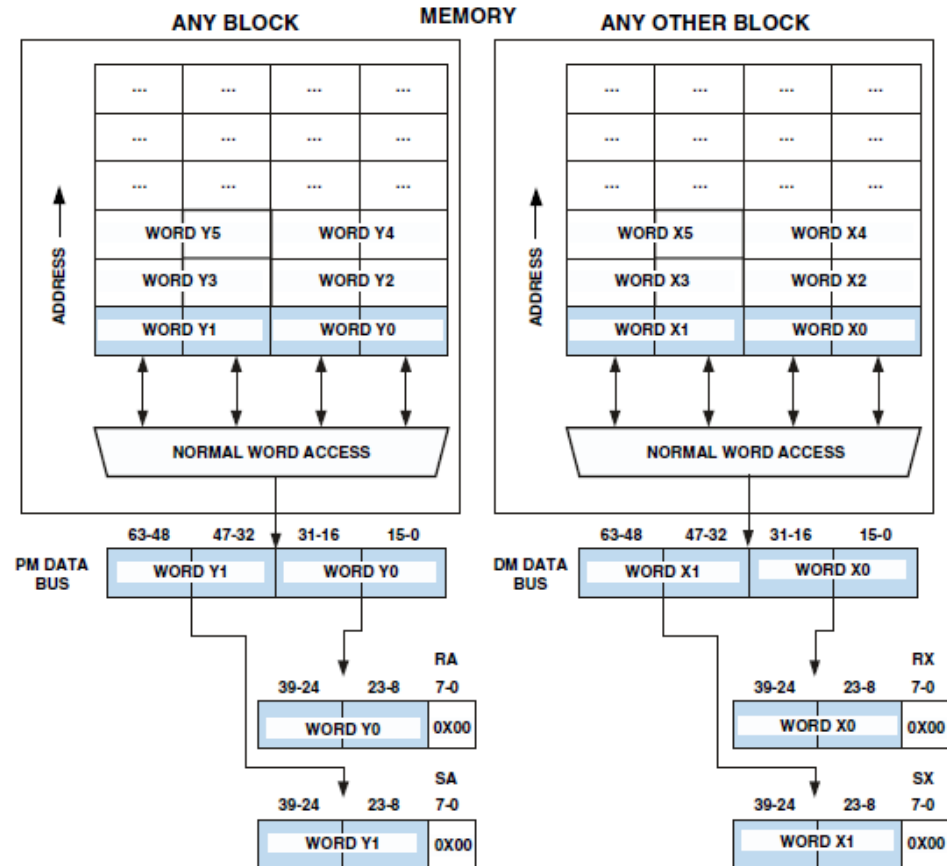 MEMORY
ANY BLOCK
ANY OTHER BLOCK
... ... ... ...
... ... ... ...
... ... ... ...
WORD Y5 WORD Y4
WORD Y3 WORD Y2
WORD Y1 WORD Y0
ADDRESS
NORMAL WORD ACCESS
... ... ... ...
... ... ... ...
... ... ... ...
WORD X5 WORD X4
WORD X3 WORD X2
WORD X1 WORD X0
ADDRESS
NORMAL WORD ACCESS
63-48 47-32 31-16 15-0
PM DATA
BUS
WORD Y1 WORD Y0
63-48 47-32 31-16 15-0
DM DATA
BUS
WORD X1 WORD X0
RA
39-24 23-8 7-0
WORD Y0 0X00
SA
39-24 23-8 7-0
WORD Y1 0X00
RX
39-24 23-8 7-0
WORD X0 0X00
SX
39-24 23-8 7-0
WORD X1 0X00